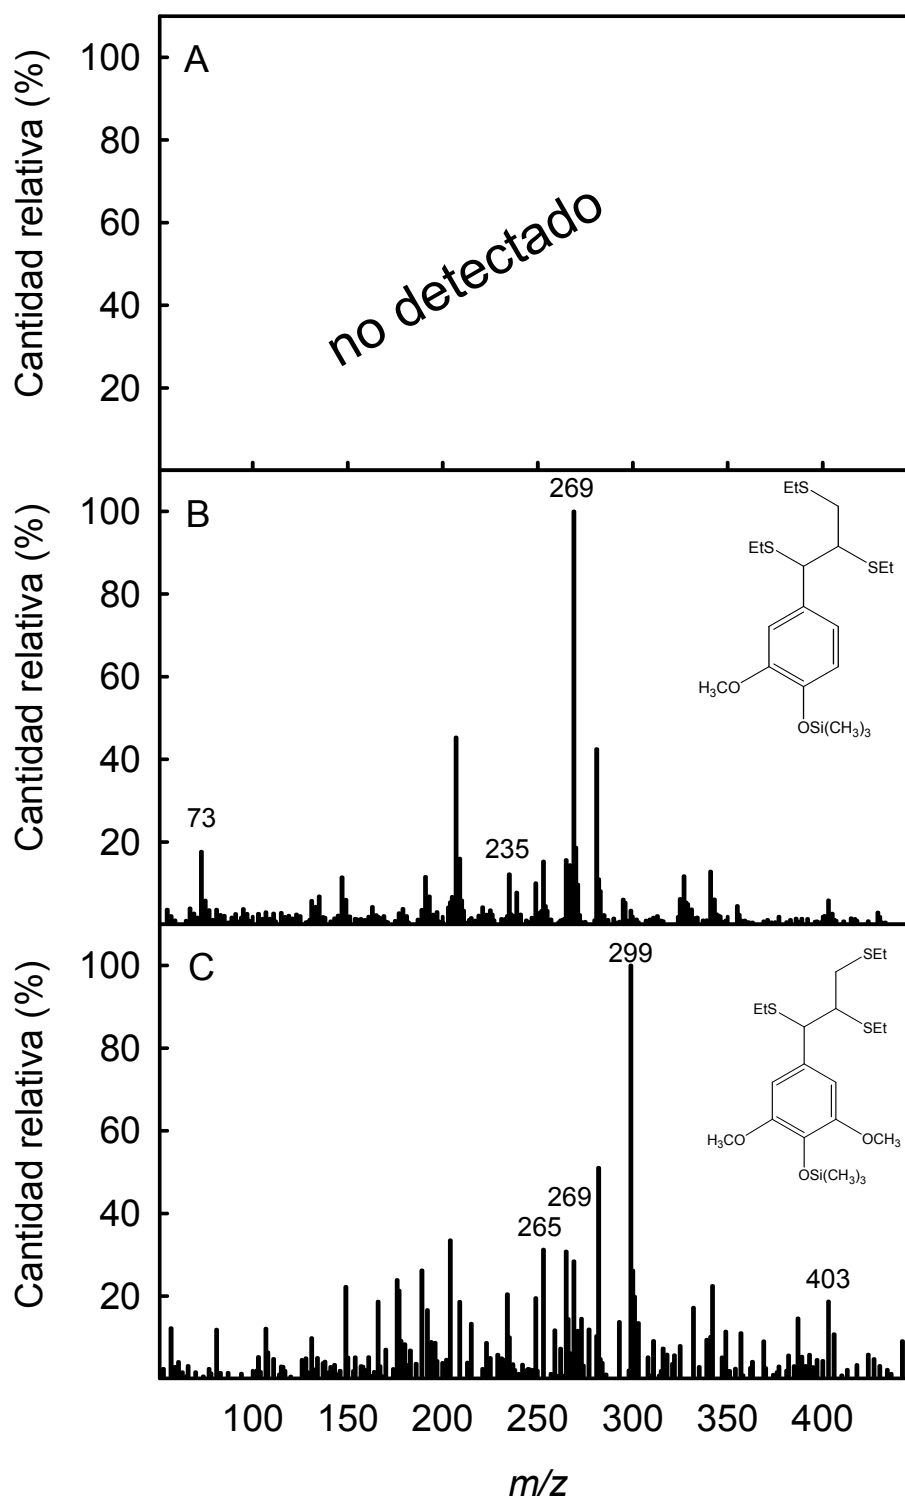 A
Cantidad relativa (%)
100
80
60
40
20
no detectado
B
Cantidad relativa (%)
100
80
60
40
20
73
235
269
EtS
EtS
SEt
H3CO
OSi(CH3)3
C
Cantidad relativa (%)
100
80
60
40
20
265
269
299
403
SEt
EtS
SEt
H3CO
OCH3
OSi(CH3)3
100 150 200 250 300 350 400
m/z